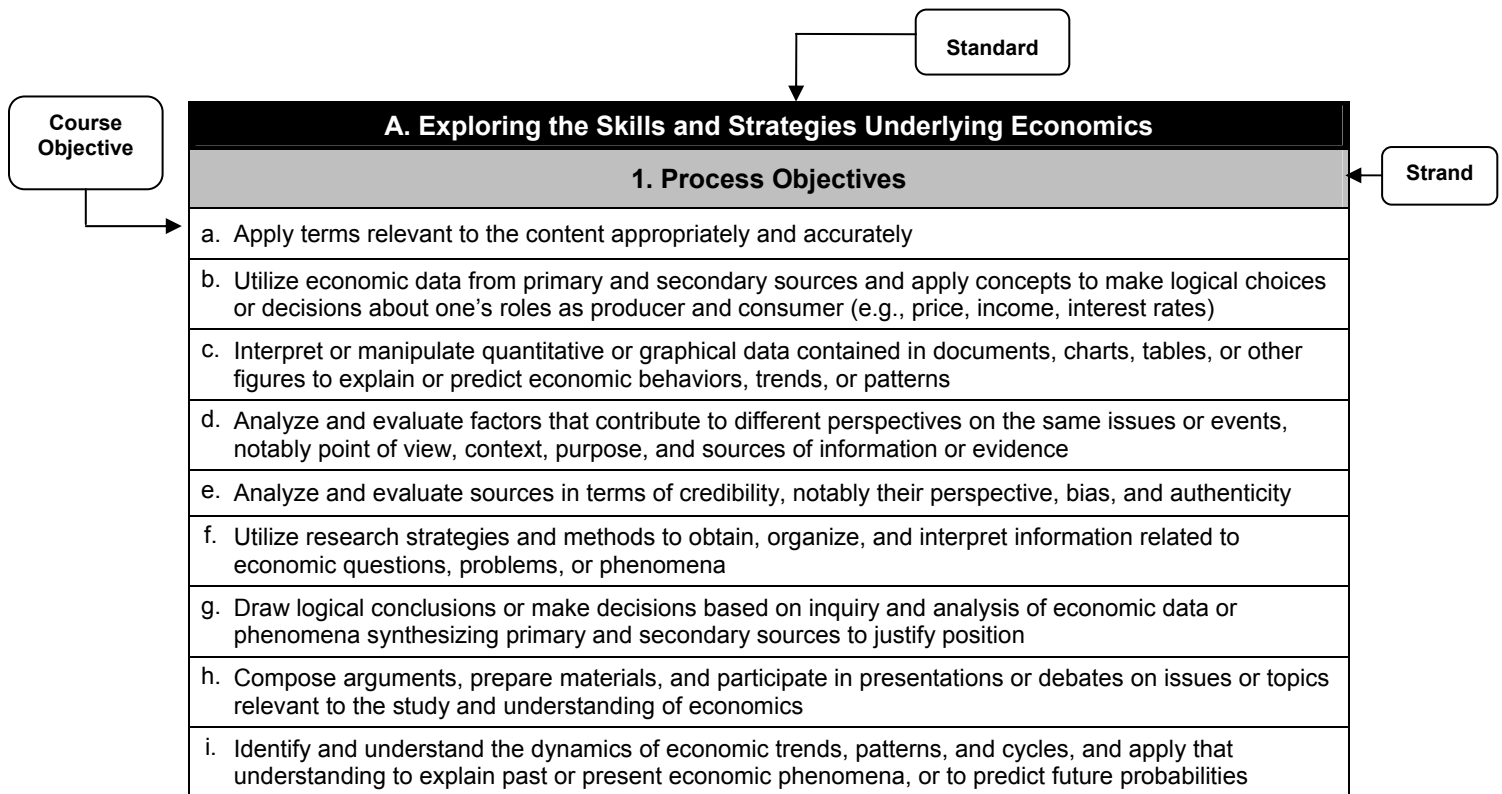 Standard
Course
Objective
A. Exploring the Skills and Strategies Underlying Economics
1. Process Objectives
Strand
a. Apply terms relevant to the content appropriately and accurately
b. Utilize economic data from primary and secondary sources and apply concepts to make logical choices
or decisions about one’s roles as producer and consumer (e.g., price, income, interest rates)
c. Interpret or manipulate quantitative or graphical data contained in documents, charts, tables, or other
figures to explain or predict economic behaviors, trends, or patterns
d. Analyze and evaluate factors that contribute to different perspectives on the same issues or events,
notably point of view, context, purpose, and sources of information or evidence
e. Analyze and evaluate sources in terms of credibility, notably their perspective, bias, and authenticity
f. Utilize research strategies and methods to obtain, organize, and interpret information related to
economic questions, problems, or phenomena
g. Draw logical conclusions or make decisions based on inquiry and analysis of economic data or
phenomena synthesizing primary and secondary sources to justify position
h. Compose arguments, prepare materials, and participate in presentations or debates on issues or topics
relevant to the study and understanding of economics
i. Identify and understand the dynamics of economic trends, patterns, and cycles, and apply that
understanding to explain past or present economic phenomena, or to predict future probabilities